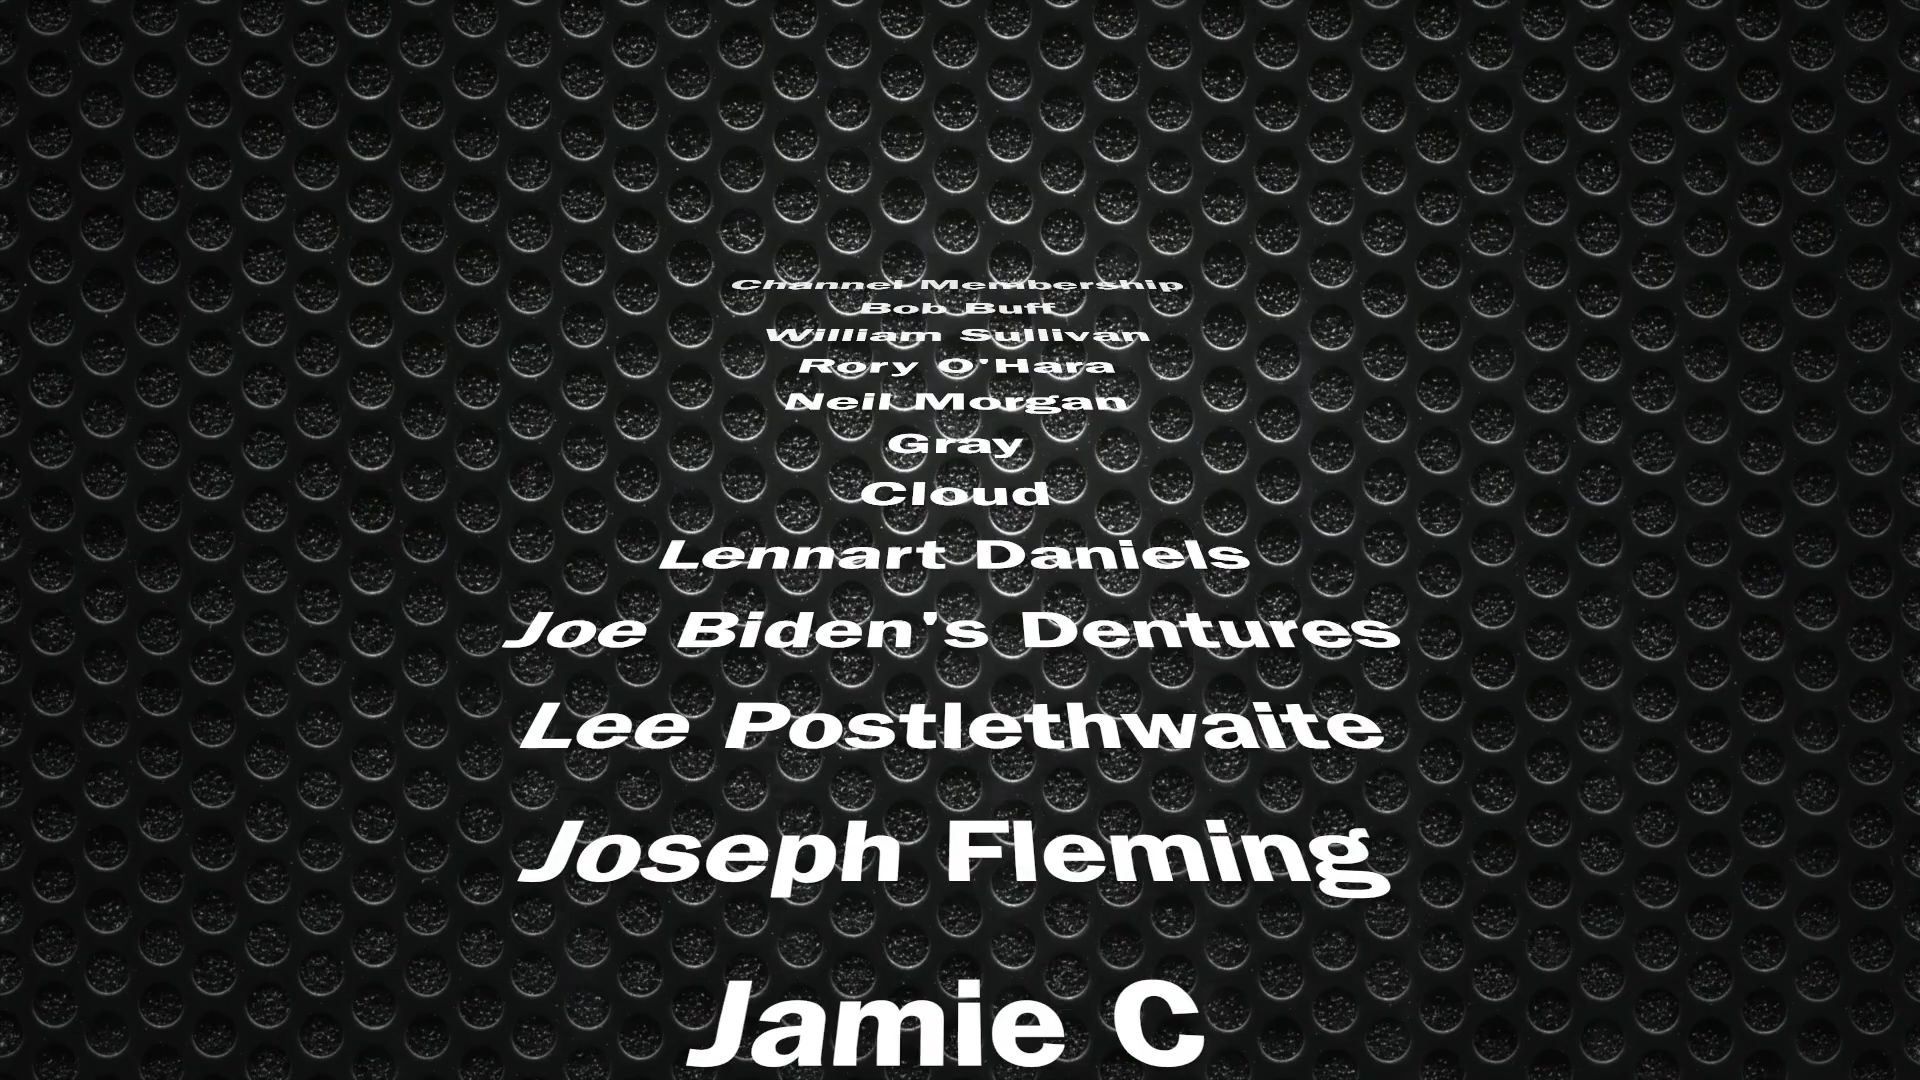 Channel Membership
Bob Buff
William Sullivan
Rory O'Hara
Neil Morgan
Gray
Cloud
Lennart Daniels
Joe Biden's Dentures
Lee Postlethwaite
Joseph Fleming
Jamie C